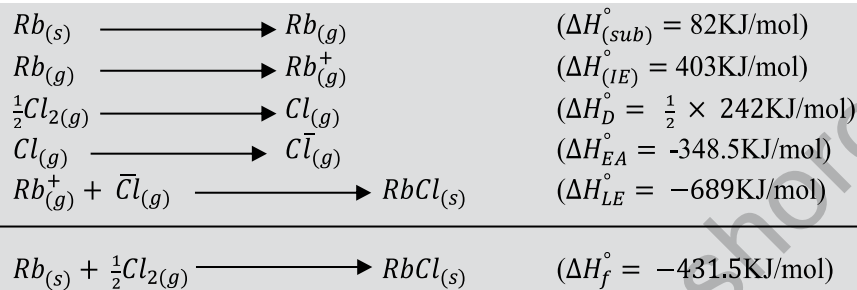 Rb(s) ⟶ Rb(g) (ΔH°(sub) = 82KJ/mol)
Rb(g) ⟶ Rb⁺(g) (ΔH°(IE) = 403KJ/mol)
½Cl2(g) ⟶ Cl(g) (ΔH°D = ½ × 242KJ/mol)
Cl(g) ⟶ Cl̄(g) (ΔH°EA = -348.5KJ/mol)
Rb⁺(g) + C̄l(g) ⟶ RbCl(s) (ΔH°LE = −689KJ/mol)
Rb(s) + ½Cl2(g) ⟶ RbCl(s) (ΔH°f = −431.5KJ/mol)